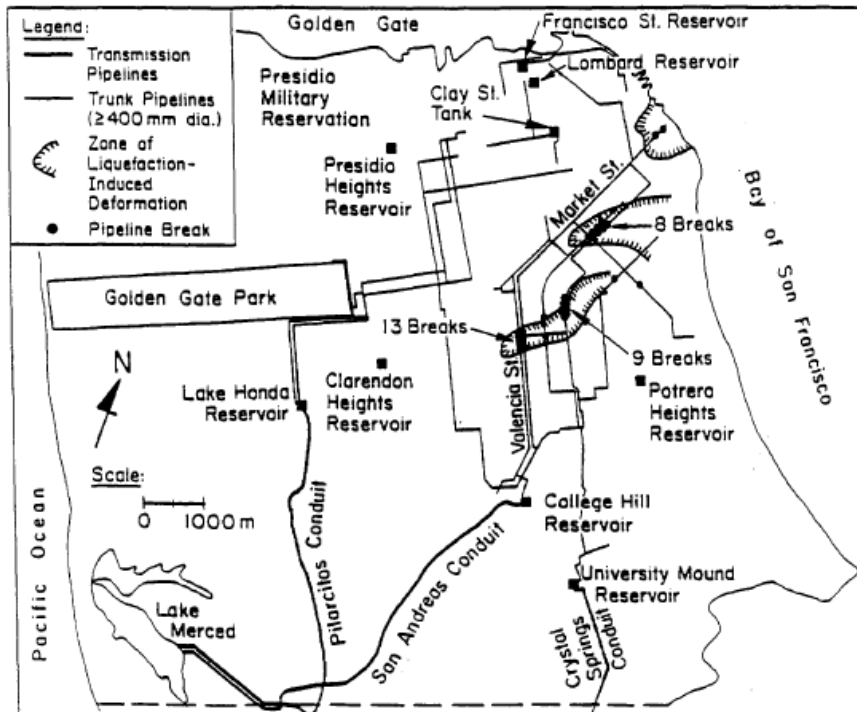 Legend:
Transmission
Pipelines
Trunk Pipelines
(≥400mm dia.)
Zone of
Liquefaction-
Induced
Deformation
Pipeline Break
Golden Gate
Francisco St. Reservoir
Lombard Reservoir
Presidio
Military
Reservation
Clay St.
Tank
Presidio
Heights
Reservoir
Market St.
Bay of San Francisco
8 Breaks
Golden Gate Park
13 Breaks
9 Breaks
N
Lake Honda
Reservoir
Clarendon
Heights
Reservoir
Valencia St.
Potrero
Heights
Reservoir
Scale:
0 1000 m
College Hill
Reservoir
Pilarcitos Conduit
San Andreas Conduit
University Mound
Reservoir
Crystal
Springs
Conduit
Lake
Merced
Pacific Ocean